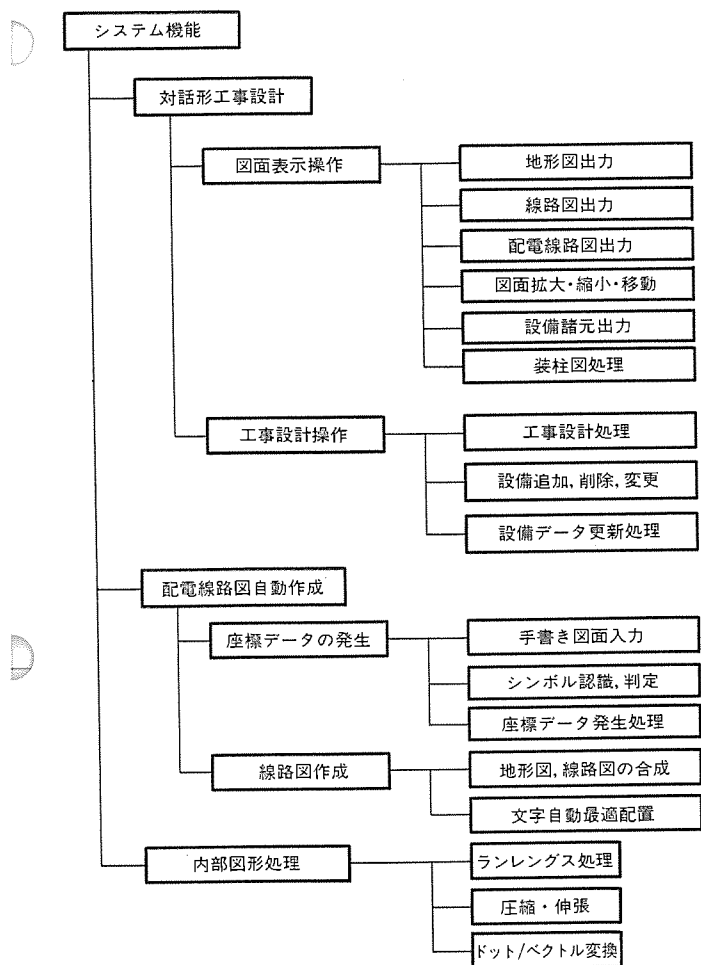 システム機能
対話形工事設計
図面表示操作
地形図出力
線路図出力
配電線路図出力
図面拡大・縮小・移動
設備諸元出力
装柱図処理
工事設計操作
工事設計処理
設備追加,削除,変更
設備データ更新処理
配電線路図自動作成
座標データの発生
手書き図面入力
シンボル認識,判定
座標データ発生処理
線路図作成
地形図,線路図の合成
文字自動最適配置
内部図形処理
ランレングス処理
圧縮・伸張
ドット/ベクトル変換